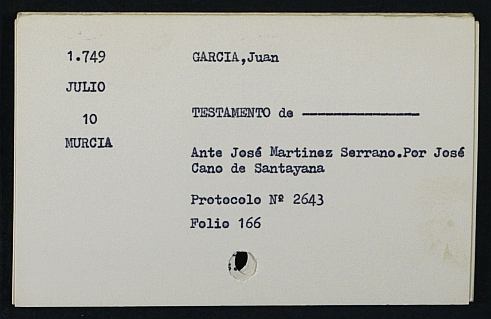 1.749
JULIO
10
MURCIA
GARCIA,Juan
TESTAMENTO de ————————
Ante José Martinez Serrano.Por José
Cano de Santayana
Protocolo Nº 2643
Folio 166